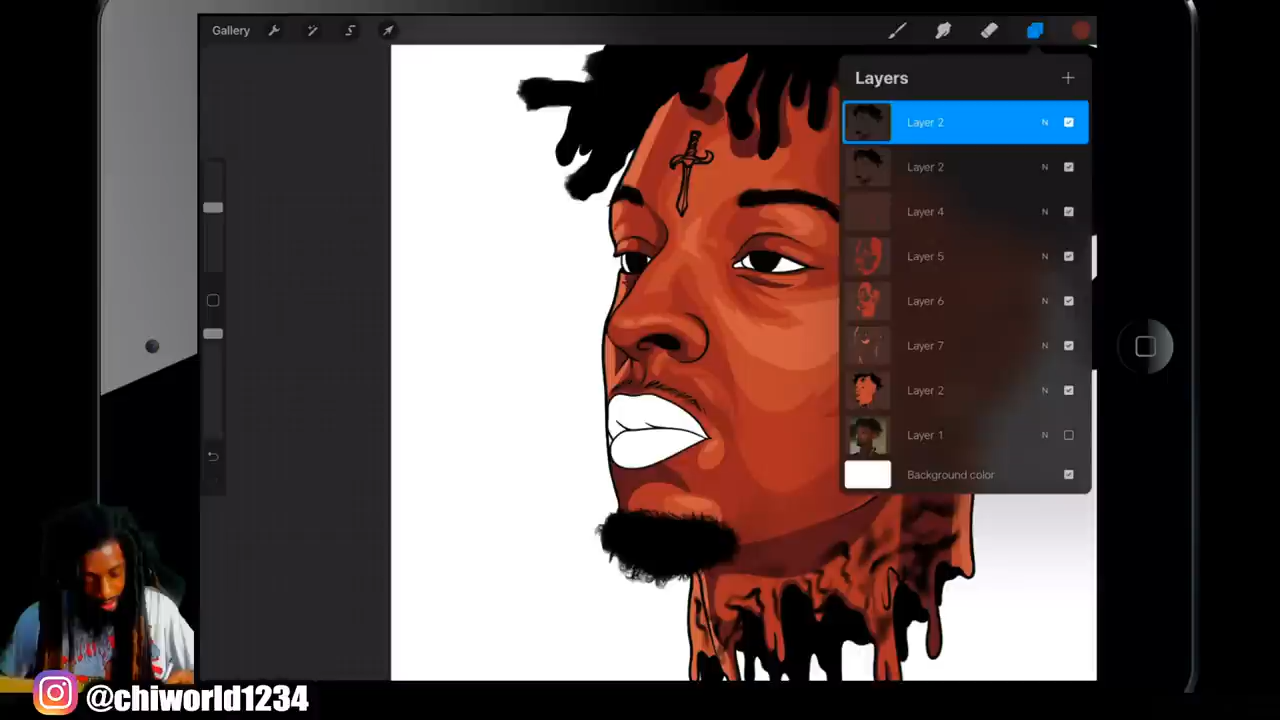 Gallery
Layers
Layer 2 N
Layer 2 N
Layer 4 N
Layer 5 N
Layer 6 N
Layer 7 N
Layer 2 N
Layer 1 N
Background color
@chiworld1234